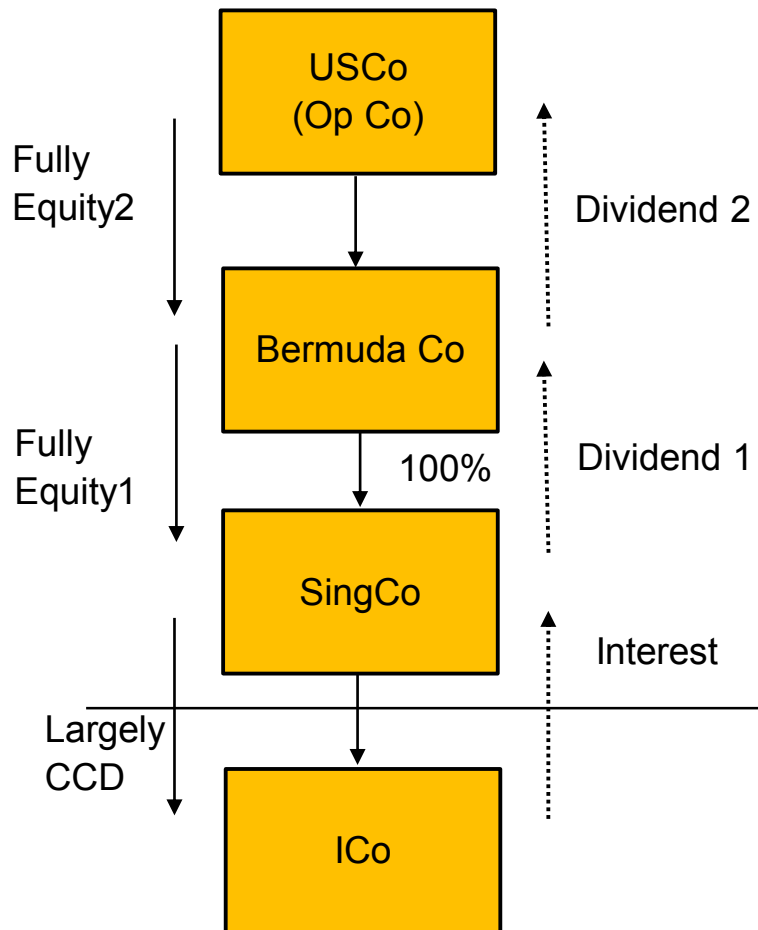 USCo
(Op Co)
Fully
Equity2
Dividend 2
Bermuda Co
Fully
Equity1
100%
Dividend 1
SingCo
Interest
Largely
CCD
ICo